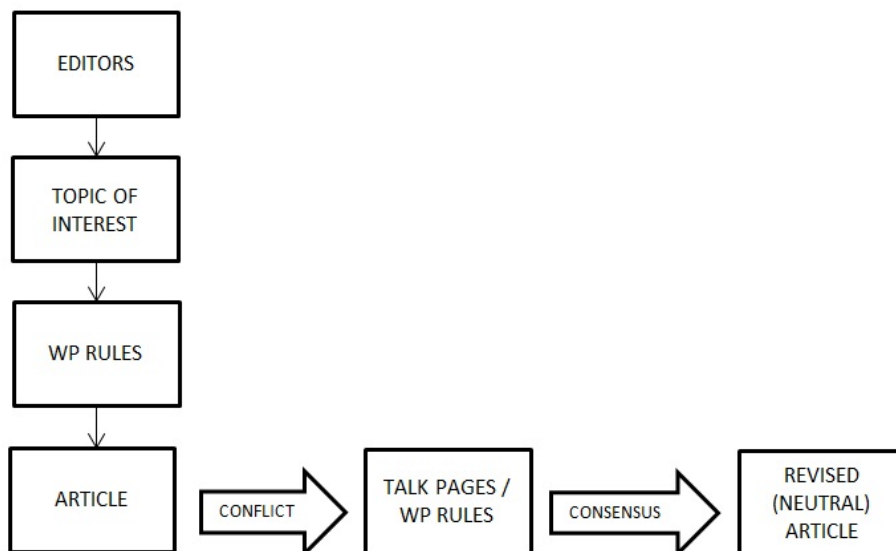 EDITORS
TOPIC OF
INTEREST
WP RULES
ARTICLE
CONFLICT
TALK PAGES /
WP RULES
CONSENSUS
REVISED
(NEUTRAL)
ARTICLE